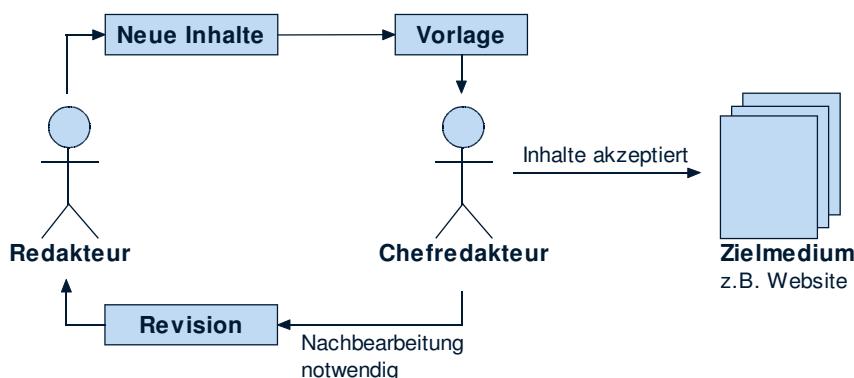 Neue Inhalte
Vorlage
Inhalte akzeptiert
Redakteur
Chefredakteur
Zielmedium
z.B. Website
Revision
Nachbearbeitung
notwendig